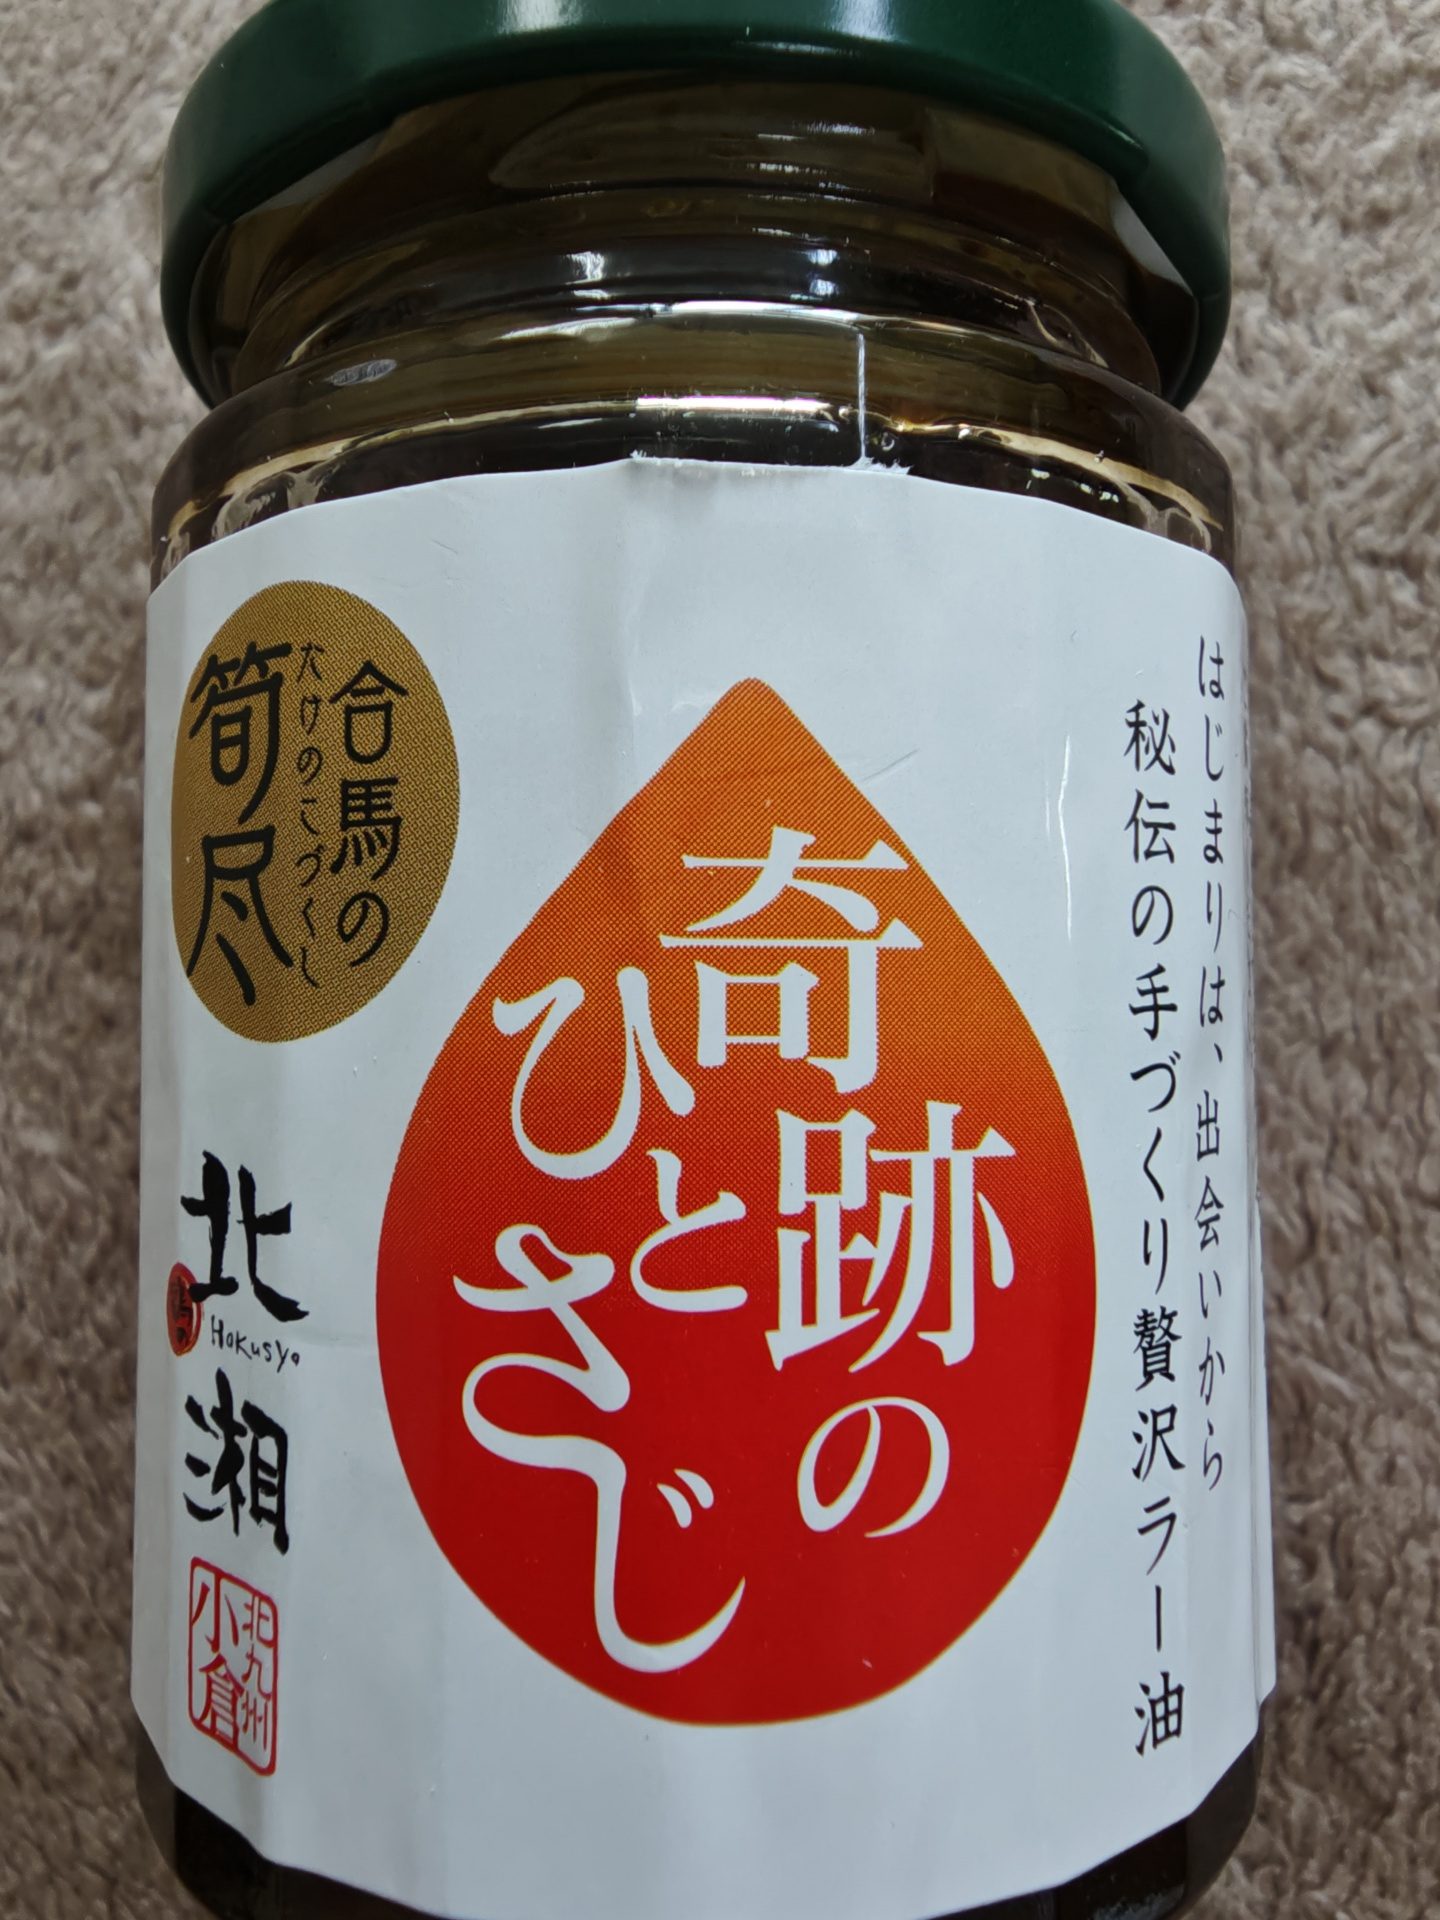 はじまりは、出会いから
秘伝の手づくり贅沢ラー油
奇跡の
ひとさじ
合馬の
たけのこづくし
筍尽
北湘
Hokusyo
北九州
小倉